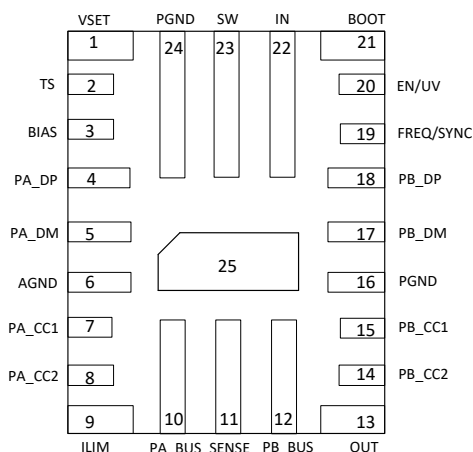 VSET PGND SW IN BOOT
1 24 23 22 21
TS 2 20 EN/UV
BIAS 3 19 FREQ/SYNC
PA_DP 4 18 PB_DP
PA_DM 5 17 PB_DM
25
AGND 6 16 PGND
PA_CC1 7 15 PB_CC1
PA_CC2 8 14 PB_CC2
9 10 11 12 13
ILIM PA_BUS SENSE PB_BUS OUT